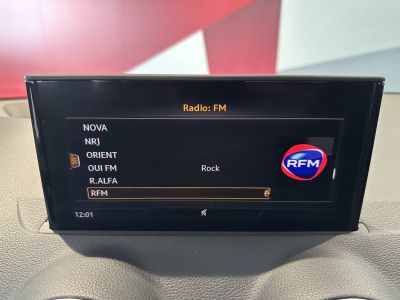 Radio: FM
NOVA
NRJ
ORIENT
OUI FM Rock
R.ALFA
RFM
RFM
12:01